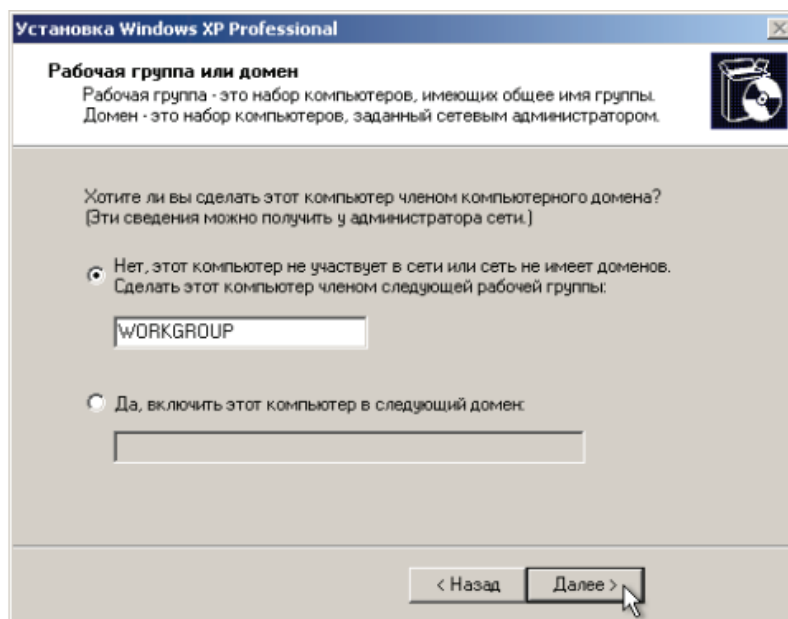 Установка Windows XP Professional
Рабочая группа или домен
Рабочая группа - это набор компьютеров, имеющих общее имя группы.
Домен - это набор компьютеров, заданный сетевым администратором.
Хотите ли вы сделать этот компьютер членом компьютерного домена?
(Эти сведения можно получить у администратора сети.)
Нет, этот компьютер не участвует в сети или сеть не имеет доменов.
Сделать этот компьютер членом следующей рабочей группы:
WORKGROUP
Да, включить этот компьютер в следующий домен:
< Назад Далее >